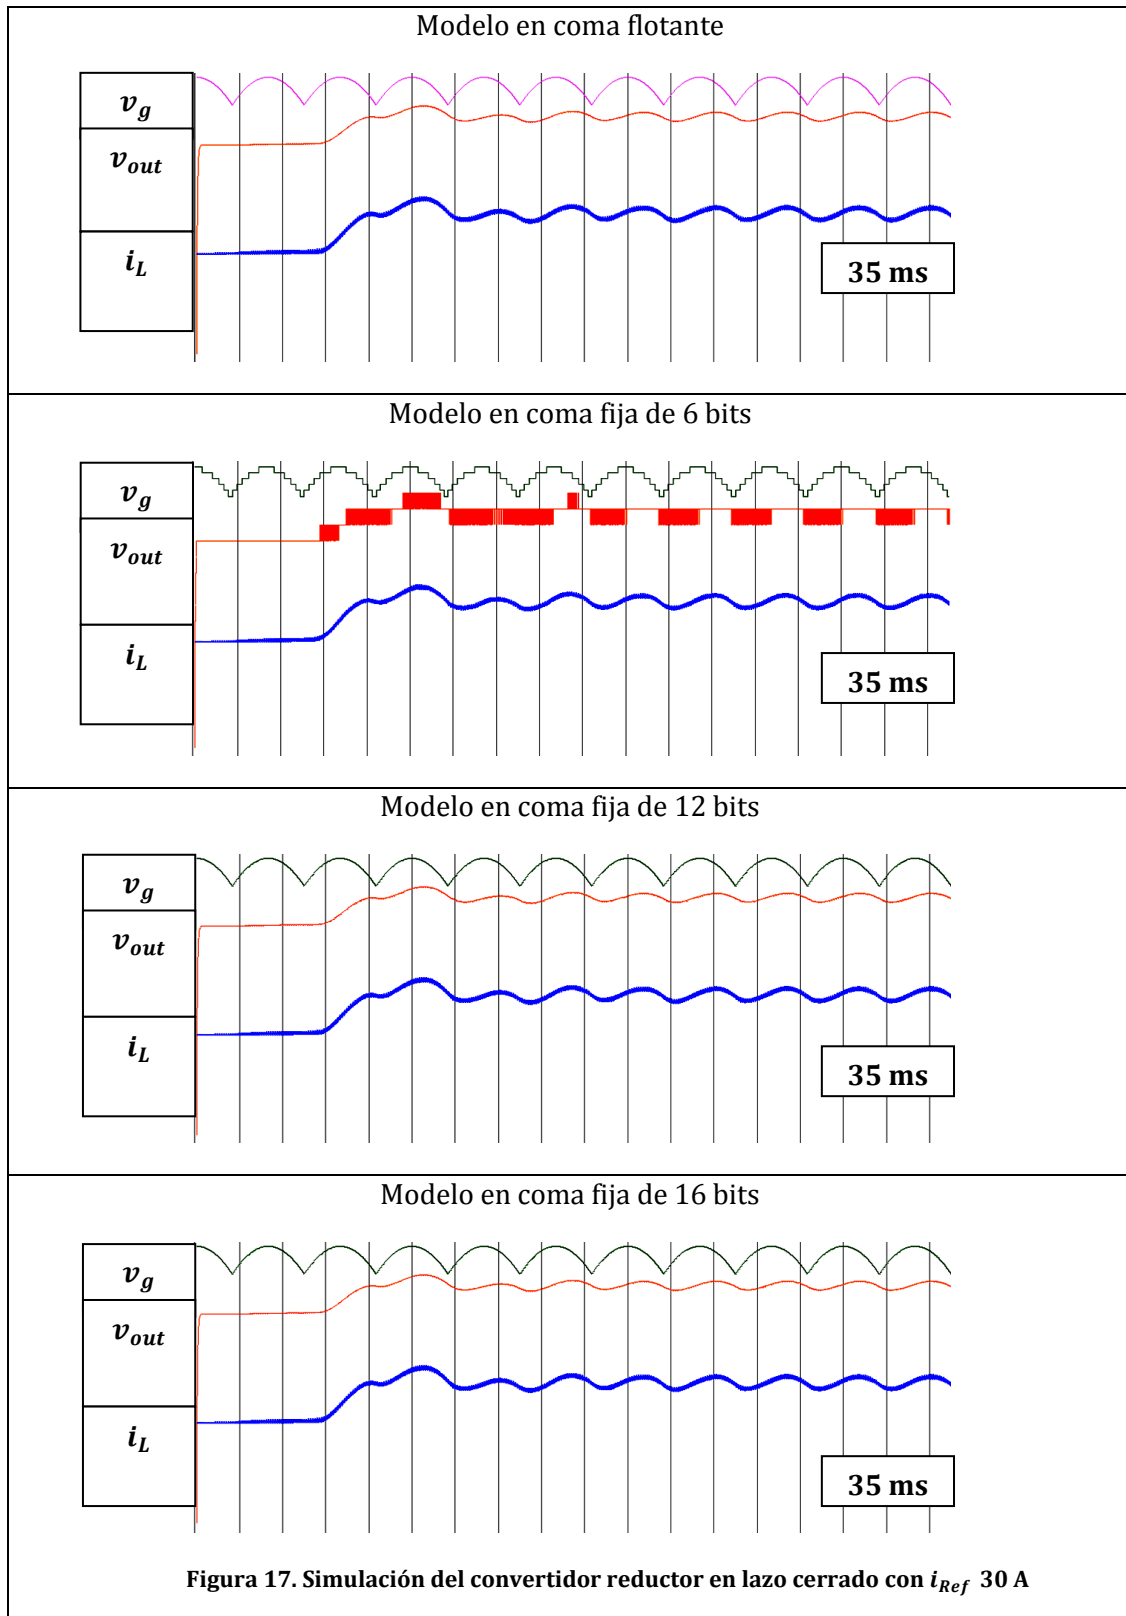 Modelo en coma flotante
v_g
v_out
i_L
35 ms
Modelo en coma fija de 6 bits
v_g
v_out
i_L
35 ms
Modelo en coma fija de 12 bits
v_g
v_out
i_L
35 ms
Modelo en coma fija de 16 bits
v_g
v_out
i_L
35 ms
Figura 17. Simulación del convertidor reductor en lazo cerrado con i_Ref 30 A